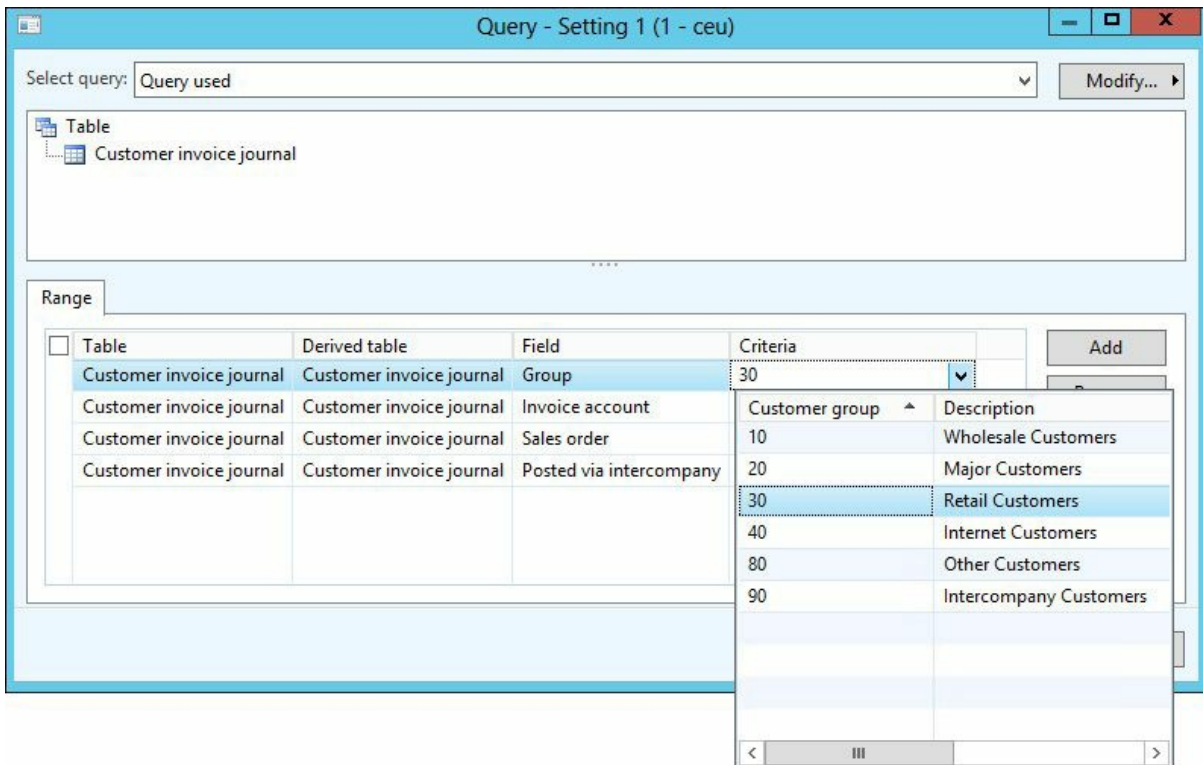 Query - Setting 1 (1 - ceu)
Select query: Query used Modify...
Table
Customer invoice journal
Range
Table Derived table Field Criteria Add
Customer invoice journal Customer invoice journal Group 30
Customer invoice journal Customer invoice journal Invoice account
Customer invoice journal Customer invoice journal Sales order
Customer invoice journal Customer invoice journal Posted via intercompany
Customer group Description
10 Wholesale Customers
20 Major Customers
30 Retail Customers
40 Internet Customers
80 Other Customers
90 Intercompany Customers